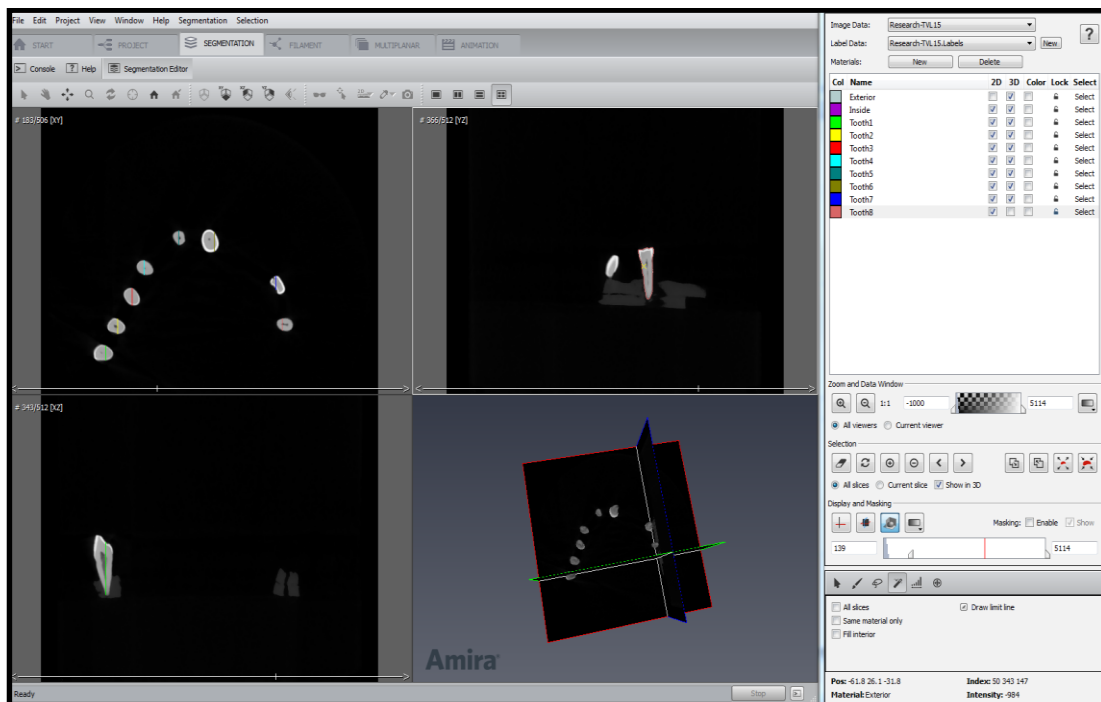 File Edit Project View Window Help Segmentation Selection
START PROJECT SEGMENTATION FILAMENT MULTIPLANAR ANIMATION
Console Help Segmentation Editor
# 183/506 [XY]
# 366/512 [YZ]
# 343/512 [XZ]
Amira
Ready
Stop
Image Data: Research-TVL15
Label Data: Research-TVL15.Labels New
Materials: New Delete
Col Name 2D 3D Color Lock Select
Exterior Select
Inside Select
Tooth1 Select
Tooth2 Select
Tooth3 Select
Tooth4 Select
Tooth5 Select
Tooth6 Select
Tooth7 Select
Tooth8 Select
Zoom and Data Window
1:1 -1000 5114
All viewers Current viewer
Selection
All slices Current slice Show in 3D
Display and Masking
Masking: Enable Show
139 5114
All slices Draw limit line
Same material only
Fill interior
Pos: -61.8 26.1 -31.8 Index: 50 343 147
Material: Exterior Intensity: -984